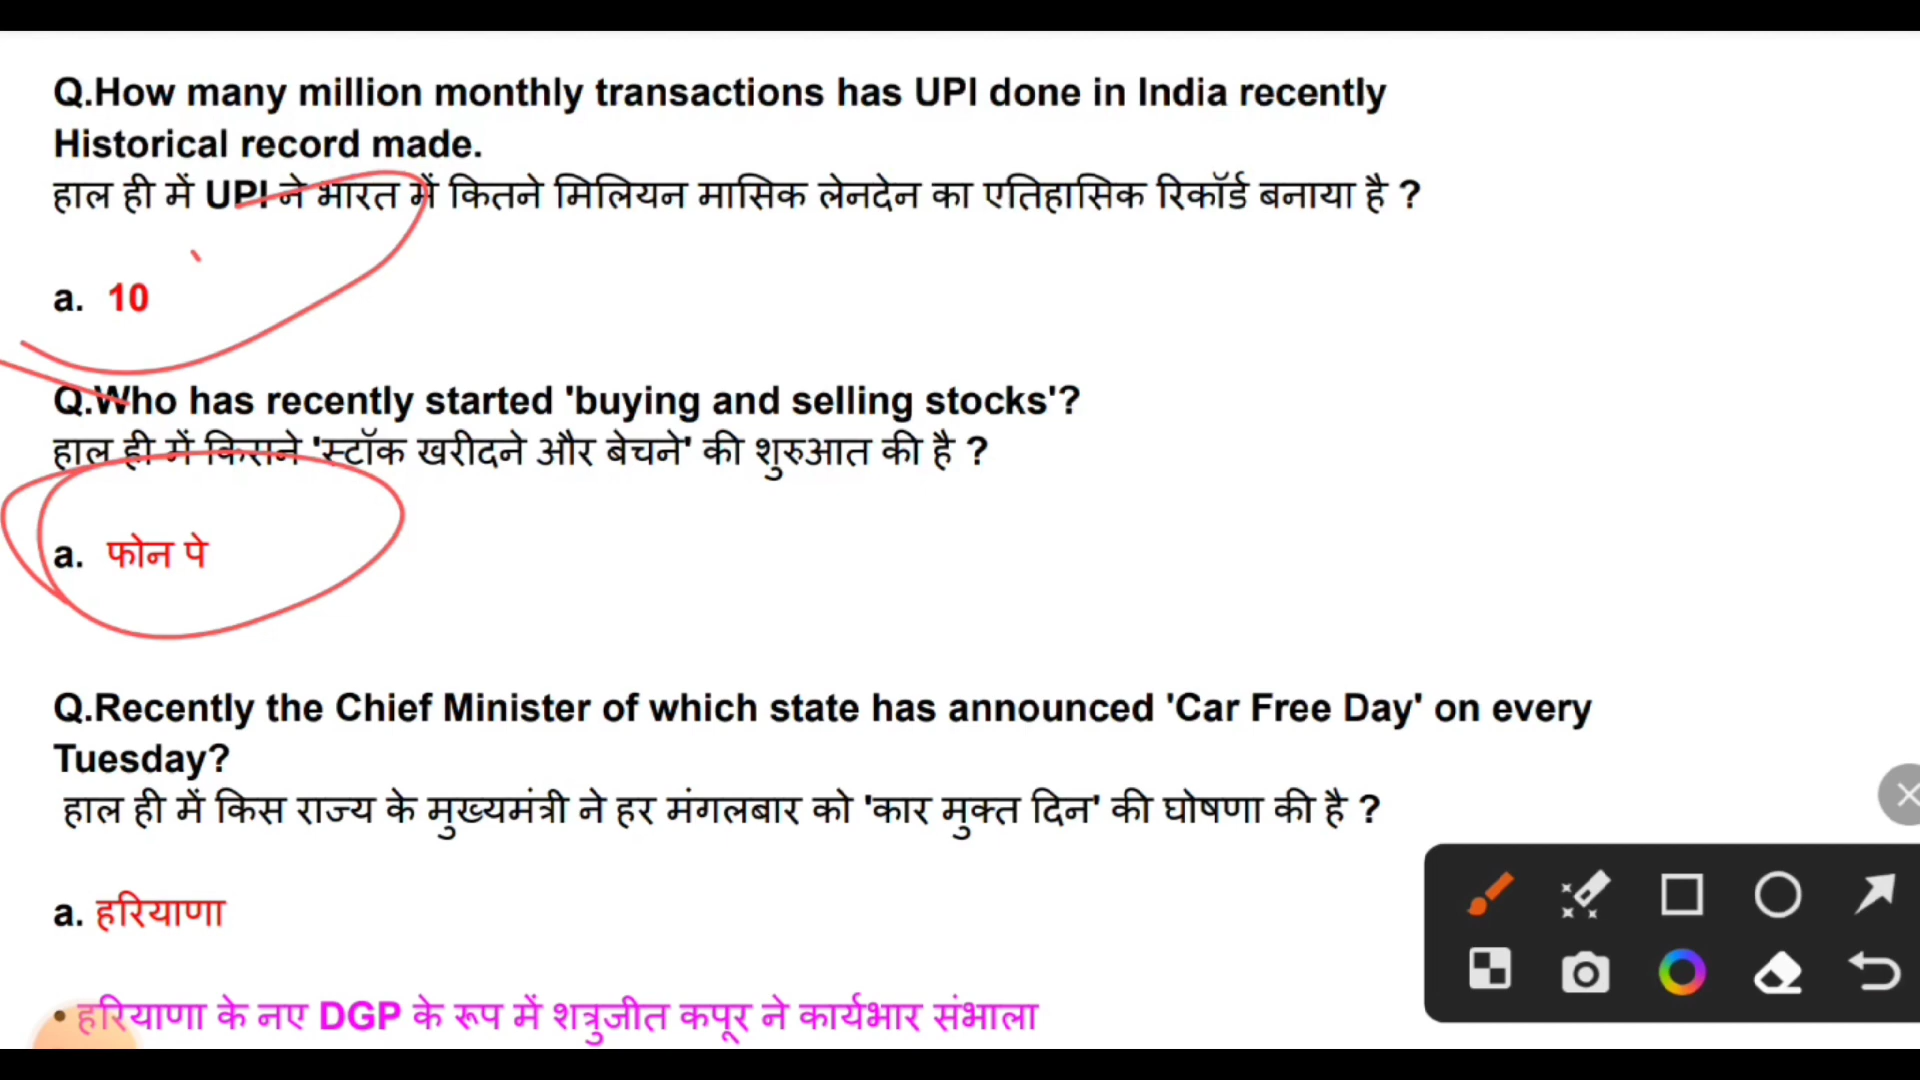 Q.How many million monthly transactions has UPI done in India recently
Historical record made.
हाल ही में UPI ने भारत में कितने मिलियन मासिक लेनदेन का एतिहासिक रिकॉर्ड बनाया है ?
a. 10
Q.Who has recently started 'buying and selling stocks'?
हाल ही में किसने 'स्टॉक खरीदने और बेचने' की शुरुआत की है ?
a. फोन पे
Q.Recently the Chief Minister of which state has announced 'Car Free Day' on every
Tuesday?
हाल ही में किस राज्य के मुख्यमंत्री ने हर मंगलबार को 'कार मुक्त दिन' की घोषणा की है ?
a. हरियाणा
• हरियाणा के नए DGP के रूप में शत्रुजीत कपूर ने कार्यभार संभाला